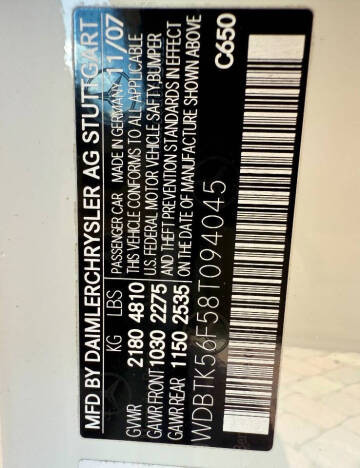 MFD BY DAIMLERCHRYSLER AG STUTTGART
KG LBS PASSENGER CAR MADE IN GERMANY 11/07
GVWR 2180 4810 THIS VEHICLE CONFORMS TO ALL APPLICABLE
GAWR FRONT 1030 2275 U.S. FEDERAL MOTOR VEHICLE SAFTY,BUMPER
GAWR REAR 1150 2535 AND THEFT PREVENTION STANDARDS IN EFFECT
ON THE DATE OF MANUFACTURE SHOWN ABOVE
WDBTK56F58T094045 C650